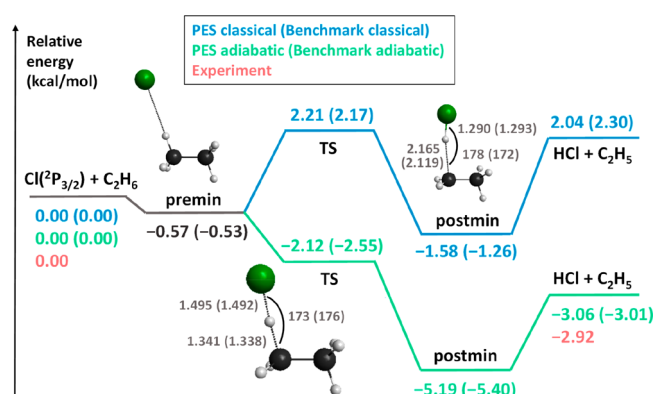 Relative
energy
(kcal/mol)
PES classical (Benchmark classical)
PES adiabatic (Benchmark adiabatic)
Experiment
2.21 (2.17)
TS
1.290 (1.293)
2.165
(2.119)
178 (172)
2.04 (2.30)
HCl + C₂H₅
Cl(²P₃/₂) + C₂H₆
0.00 (0.00)
0.00 (0.00)
0.00
premin
−0.57 (−0.53)
postmin
−1.58 (−1.26)
−2.12 (−2.55)
TS
1.495 (1.492)
173 (176)
1.341 (1.338)
HCl + C₂H₅
−3.06 (−3.01)
−2.92
postmin
−5.19 (−5.40)